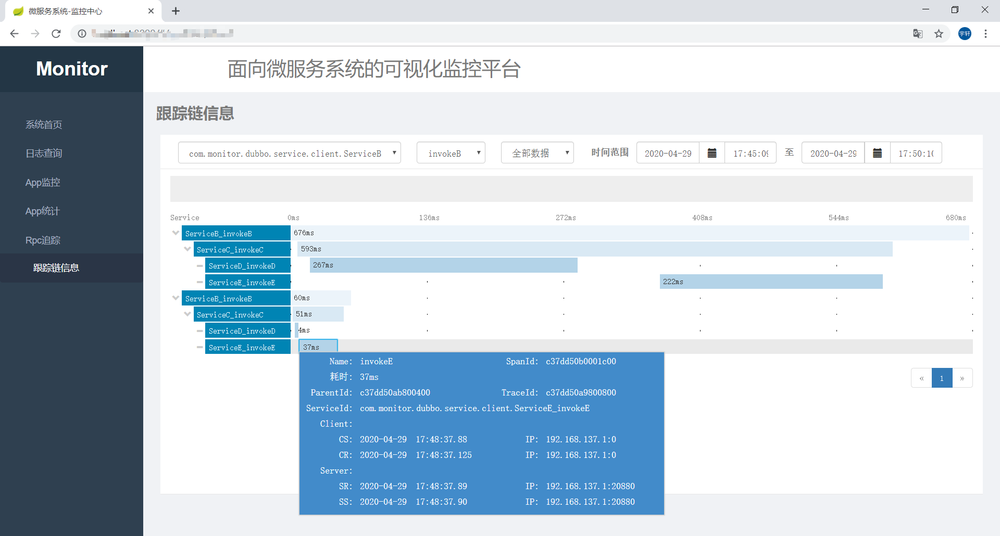 微服务系统-监控中心
宇轩
Monitor
面向微服务系统的可视化监控平台
系统首页
日志查询
App监控
App统计
Rpc追踪
跟踪链信息
跟踪链信息
com.monitor.dubbo.service.client.ServiceB invokeB 全部数据 时间范围 2020-04-29 17:45:09 至 2020-04-29 17:50:10
Service 0ms 136ms 272ms 408ms 544ms 680ms
ServiceB_invokeB 676ms
ServiceC_invokeC 593ms
ServiceD_invokeD 267ms
ServiceE_invokeE 222ms
ServiceB_invokeB 60ms
ServiceC_invokeC 51ms
ServiceD_invokeD 4ms
ServiceE_invokeE 37ms
Name: invokeE SpanId: c37dd50b0001c00
耗时: 37ms
ParentId: c37dd50ab800400 TraceId: c37dd50a9800800
ServiceId: com.monitor.dubbo.service.client.ServiceE_invokeE
Client:
CS: 2020-04-29 17:48:37.88 IP: 192.168.137.1:0
CR: 2020-04-29 17:48:37.125 IP: 192.168.137.1:0
Server:
SR: 2020-04-29 17:48:37.89 IP: 192.168.137.1:20880
SS: 2020-04-29 17:48:37.90 IP: 192.168.137.1:20880
« 1 »